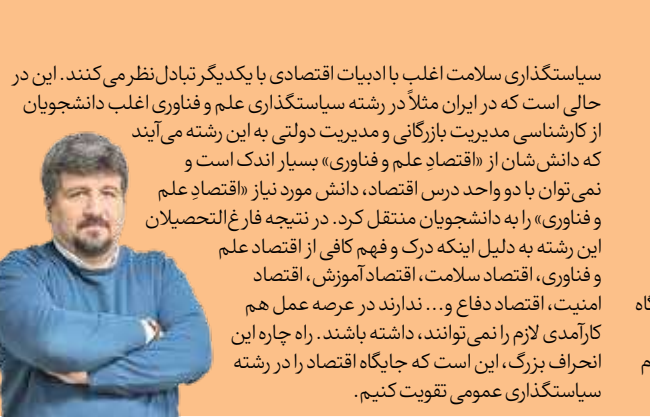 سیاستگذاری سلامت اغلب با ادبیات اقتصادی با یکدیگر تبادل‌نظر می‌کنند. این در
حالی است که در ایران مثلاً در رشته سیاستگذاری علم و فناوری اغلب دانشجویان
از کارشناسی مدیریت بازرگانی و مدیریت دولتی به این رشته می‌آیند
که دانش‌شان از «اقتصادِ علم و فناوری» بسیار اندک است و
نمی‌توان با دو واحد درس اقتصاد، دانش مورد نیاز «اقتصادِ علم
و فناوری» را به دانشجویان منتقل کرد. در نتیجه فارغ‌التحصیلان
این رشته به دلیل اینکه درک و فهم کافی از اقتصاد علم
و فناوری، اقتصاد سلامت، اقتصاد آموزش، اقتصاد
امنیت، اقتصاد دفاع و... ندارند در عرصه عمل هم
کارآمدی لازم را نمی‌توانند، داشته باشند. راه چاره این
انحراف بزرگ، این است که جایگاه اقتصاد را در رشته
سیاستگذاری عمومی تقویت کنیم.